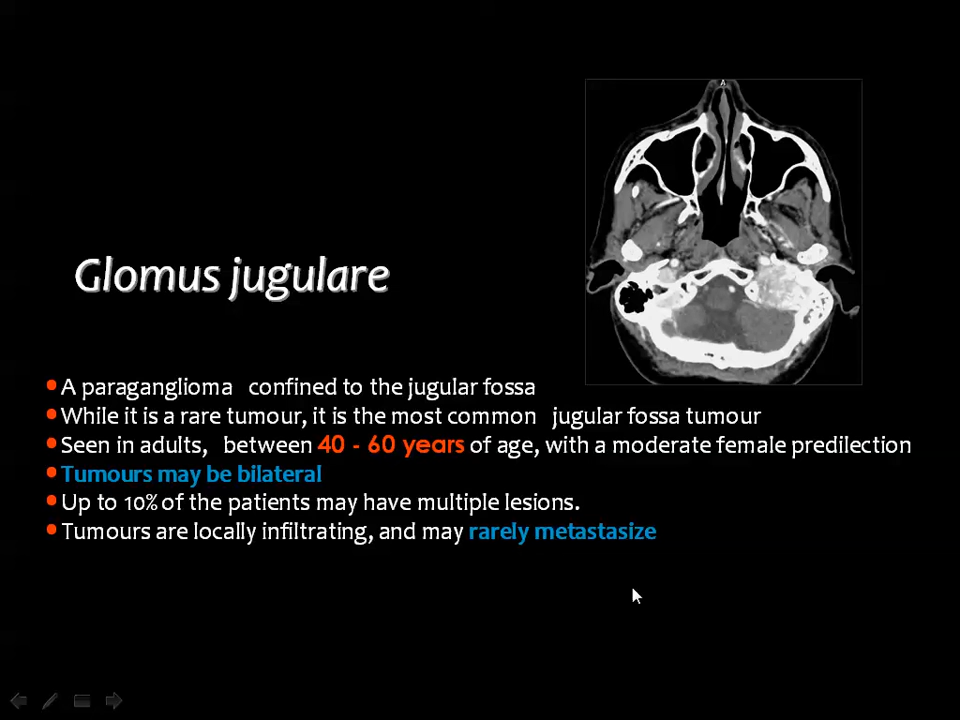 A
Glomus jugulare
•A paraganglioma confined to the jugular fossa
•While it is a rare tumour, it is the most common jugular fossa tumour
•Seen in adults, between 40 - 60 years of age, with a moderate female predilection
•Tumours may be bilateral
•Up to 10% of the patients may have multiple lesions.
•Tumours are locally infiltrating, and may rarely metastasize